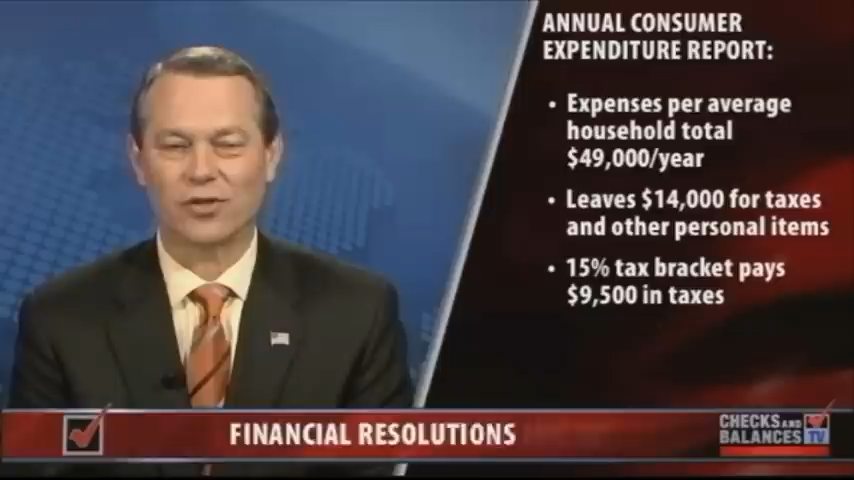 ANNUAL CONSUMER
EXPENDITURE REPORT:
• Expenses per average
household total
$49,000/year
• Leaves $14,000 for taxes
and other personal items
• 15% tax bracket pays
$9,500 in taxes
FINANCIAL RESOLUTIONS
CHECKS AND
BALANCES TV